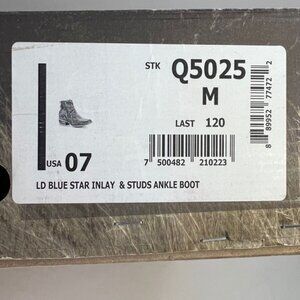 STK Q5025
M
LAST 120
USA 07
7 500482 210223
8 89952 77472 2
LD BLUE STAR INLAY & STUDS ANKLE BOOT